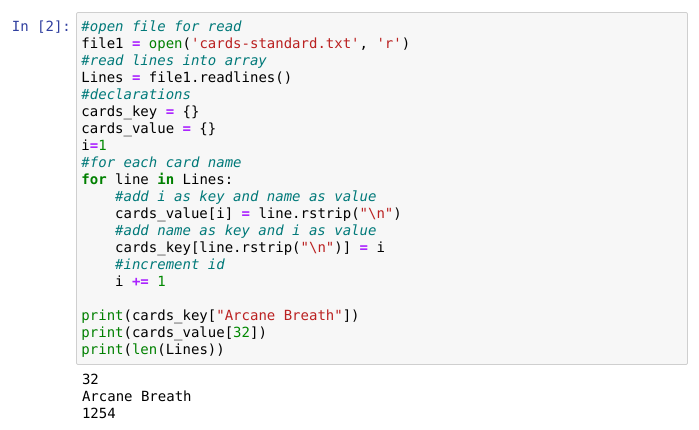 In [2]:
#open file for read
file1 = open('cards-standard.txt', 'r')
#read lines into array
Lines = file1.readlines()
#declarations
cards_key = {}
cards_value = {}
i=1
#for each card name
for line in Lines:
    #add i as key and name as value
    cards_value[i] = line.rstrip("\n")
    #add name as key and i as value
    cards_key[line.rstrip("\n")] = i
    #increment id
    i += 1

print(cards_key["Arcane Breath"])
print(cards_value[32])
print(len(Lines))
32
Arcane Breath
1254